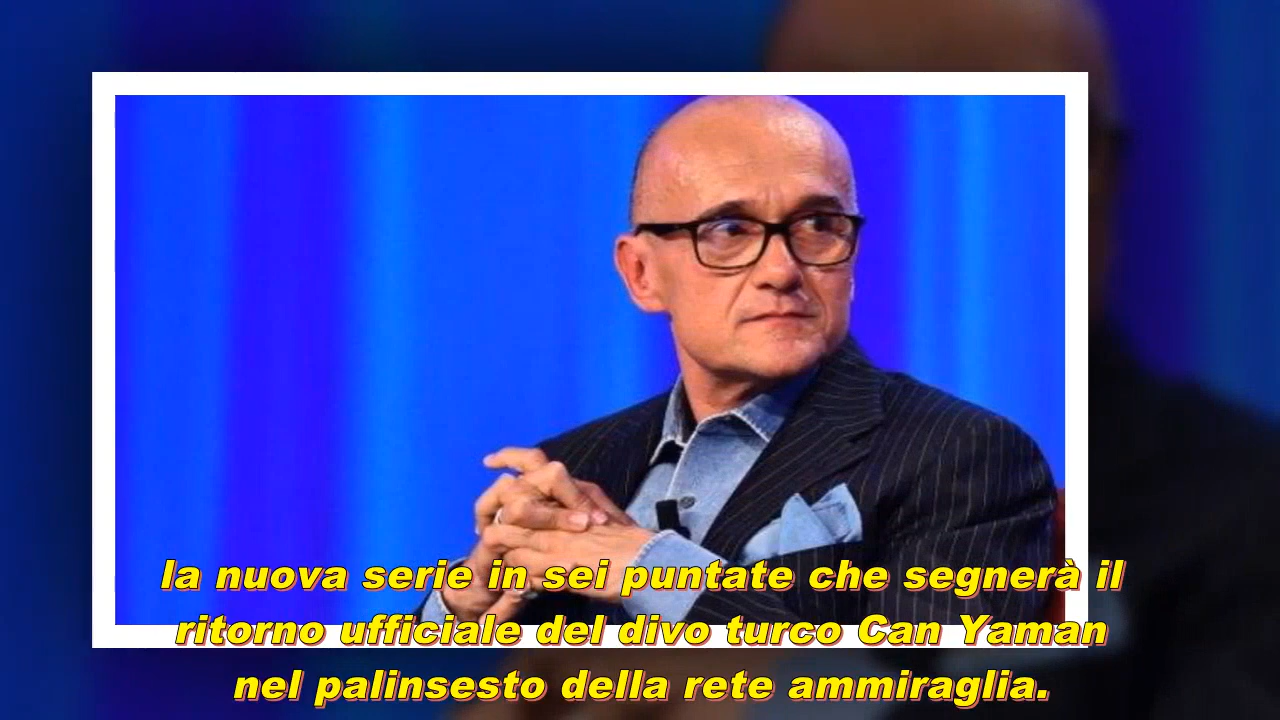 la nuova serie in sei puntate che segnerà il
ritorno ufficiale del divo turco Can Yaman
nel palinsesto della rete ammiraglia.